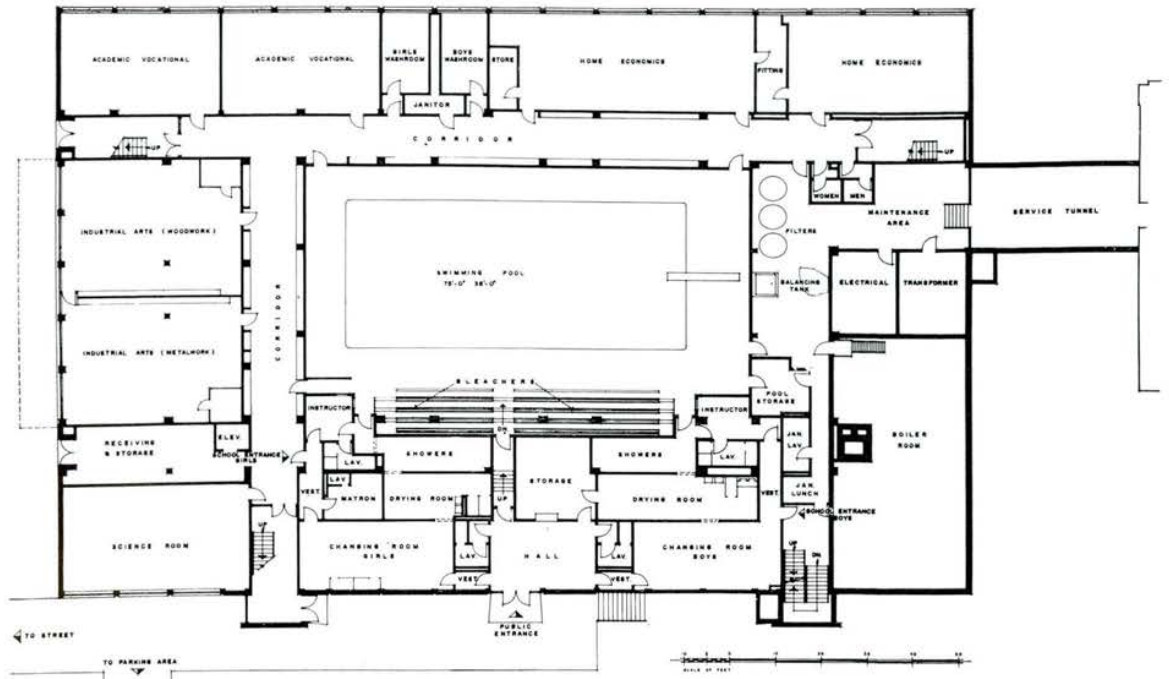 ACADEMIC VOCATIONAL
ACADEMIC VOCATIONAL
GIRLS
WASHROOM
BOYS
WASHROOM
STORE
HOME ECONOMICS
FITTING
HOME ECONOMICS
JANITOR
CORRIDOR
UP
UP
WOMEN
MEN
MAINTENANCE
AREA
SERVICE TUNNEL
INDUSTRIAL ARTS (WOODWORK)
FILTERS
SWIMMING POOL
75'-0" 36'-0"
BALANCING
TANK
ELECTRICAL
TRANSFORMER
CORRIDOR
INDUSTRIAL ARTS (METALWORK)
BLEACHERS
POOL
STORAGE
INSTRUCTOR
INSTRUCTOR
DN
JAN.
LAV.
BOILER
ROOM
RECEIVING
& STORAGE
ELEV.
SCHOOL ENTRANCE
GIRLS
LAV.
SHOWERS
SHOWERS
LAV.
VEST.
LAV.
MATRON
DRYING ROOM
UP
STORAGE
DRYING ROOM
VEST.
JAN.
LUNCH
SCHOOL ENTRANCE
BOYS
SCIENCE ROOM
UP
CHANGING ROOM
GIRLS
LAV.
HALL
LAV.
CHANGING ROOM
BOYS
UP
DN
VEST.
VEST.
PUBLIC
ENTRANCE
TO STREET
TO PARKING AREA
SCALE OF FEET